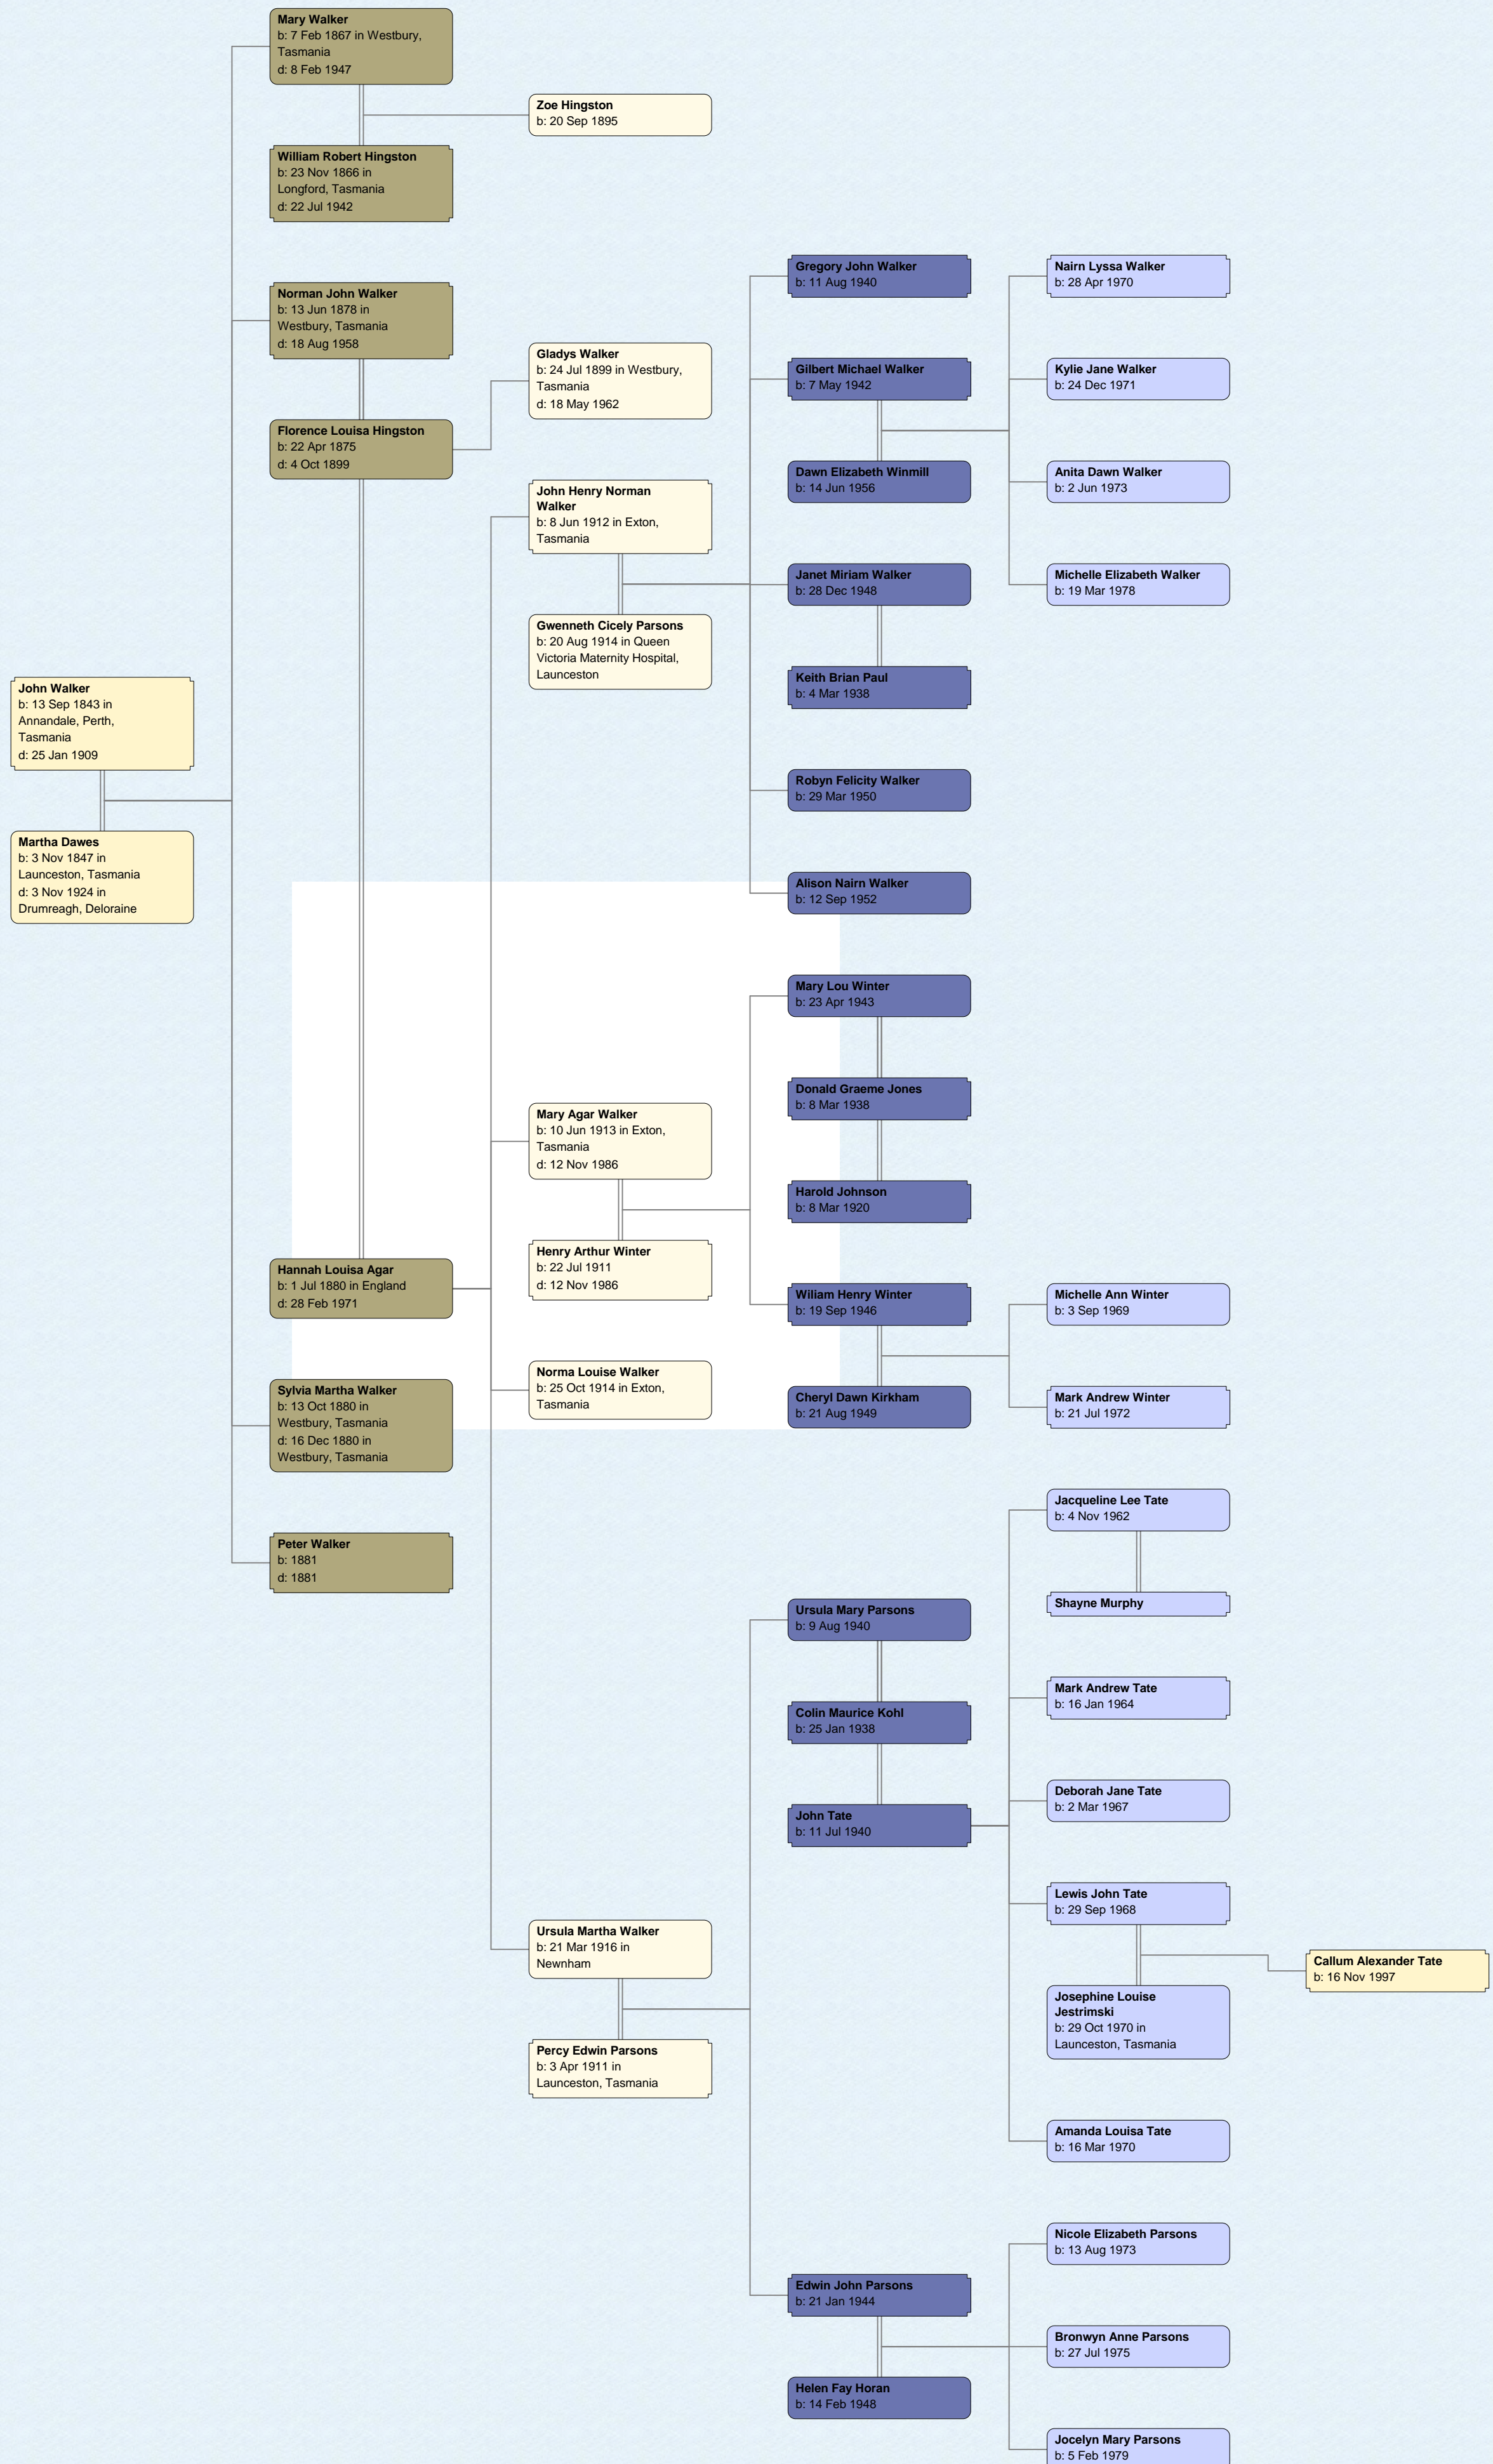 Mary Walker
b: 7 Feb 1867 in Westbury,
Tasmania
d: 8 Feb 1947
Zoe Hingston
b: 20 Sep 1895
William Robert Hingston
b: 23 Nov 1866 in
Longford, Tasmania
d: 22 Jul 1942
Gregory John Walker
b: 11 Aug 1940
Nairn Lyssa Walker
b: 28 Apr 1970
Norman John Walker
b: 13 Jun 1878 in
Westbury, Tasmania
d: 18 Aug 1958
Gladys Walker
b: 24 Jul 1899 in Westbury,
Tasmania
d: 18 May 1962
Gilbert Michael Walker
b: 7 May 1942
Kylie Jane Walker
b: 24 Dec 1971
Florence Louisa Hingston
b: 22 Apr 1875
d: 4 Oct 1899
Dawn Elizabeth Winmill
b: 14 Jun 1956
Anita Dawn Walker
b: 2 Jun 1973
John Henry Norman
Walker
b: 8 Jun 1912 in Exton,
Tasmania
Janet Miriam Walker
b: 28 Dec 1948
Michelle Elizabeth Walker
b: 19 Mar 1978
Gwenneth Cicely Parsons
b: 20 Aug 1914 in Queen
Victoria Maternity Hospital,
Launceston
Keith Brian Paul
b: 4 Mar 1938
John Walker
b: 13 Sep 1843 in
Annandale, Perth,
Tasmania
d: 25 Jan 1909
Robyn Felicity Walker
b: 29 Mar 1950
Martha Dawes
b: 3 Nov 1847 in
Launceston, Tasmania
d: 3 Nov 1924 in
Drumreagh, Deloraine
Alison Nairn Walker
b: 12 Sep 1952
Mary Lou Winter
b: 23 Apr 1943
Donald Graeme Jones
b: 8 Mar 1938
Mary Agar Walker
b: 10 Jun 1913 in Exton,
Tasmania
d: 12 Nov 1986
Harold Johnson
b: 8 Mar 1920
Henry Arthur Winter
b: 22 Jul 1911
d: 12 Nov 1986
Hannah Louisa Agar
b: 1 Jul 1880 in England
d: 28 Feb 1971
Wiliam Henry Winter
b: 19 Sep 1946
Michelle Ann Winter
b: 3 Sep 1969
Norma Louise Walker
b: 25 Oct 1914 in Exton,
Tasmania
Sylvia Martha Walker
b: 13 Oct 1880 in
Westbury, Tasmania
d: 16 Dec 1880 in
Westbury, Tasmania
Cheryl Dawn Kirkham
b: 21 Aug 1949
Mark Andrew Winter
b: 21 Jul 1972
Jacqueline Lee Tate
b: 4 Nov 1962
Peter Walker
b: 1881
d: 1881
Shayne Murphy
Ursula Mary Parsons
b: 9 Aug 1940
Mark Andrew Tate
b: 16 Jan 1964
Colin Maurice Kohl
b: 25 Jan 1938
Deborah Jane Tate
b: 2 Mar 1967
John Tate
b: 11 Jul 1940
Lewis John Tate
b: 29 Sep 1968
Ursula Martha Walker
b: 21 Mar 1916 in
Newnham
Callum Alexander Tate
b: 16 Nov 1997
Josephine Louise
Jestrimski
b: 29 Oct 1970 in
Launceston, Tasmania
Percy Edwin Parsons
b: 3 Apr 1911 in
Launceston, Tasmania
Amanda Louisa Tate
b: 16 Mar 1970
Nicole Elizabeth Parsons
b: 13 Aug 1973
Edwin John Parsons
b: 21 Jan 1944
Bronwyn Anne Parsons
b: 27 Jul 1975
Helen Fay Horan
b: 14 Feb 1948
Jocelyn Mary Parsons
b: 5 Feb 1979